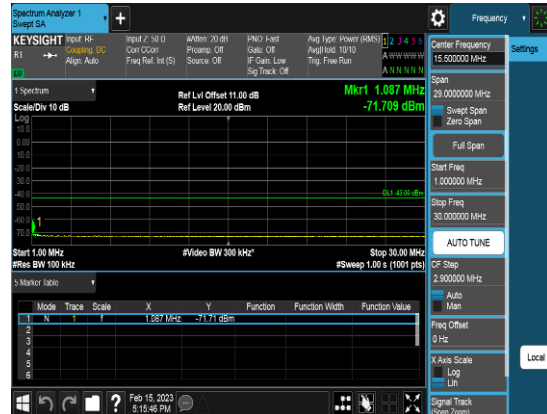 Spectrum Analyzer 1
Swept SA
+
Frequency
KEYSIGHT
R1
LXI
Input: RF
Coupling: DC
Align: Auto
Input Z: 50 Ω
Corr CCorr
Freq Ref: Int (S)
#Atten: 20 dB
Preamp: Off
Source: Off
PNO: Fast
Gate: Off
IF Gain: Low
Sig Track: Off
Avg Type: Power (RMS)
Avg|Hold: 10/10
Trig: Free Run
1 2 3 4 5 6
A W W W W W
A N N N N N
1 Spectrum
Scale/Div 10 dB
Ref Lvl Offset 11.00 dB
Ref Level 20.00 dBm
Mkr1 1.087 MHz
-71.709 dBm
Log
10.0
0.00
-10.0
-20.0
-30.0
-40.0
-50.0
-60.0
-70.0
DL1 -43.00 dBm
1
Start 1.00 MHz
#Res BW 100 kHz
#Video BW 300 kHz*
Stop 30.00 MHz
#Sweep 1.00 s (1001 pts)
5 Marker Table
Mode Trace Scale X Y Function Function Width Function Value
1 N 1 f 1.087 MHz -71.71 dBm
2
3
4
5
6
Feb 15, 2023
5:15:46 PM
?
Center Frequency
15.500000 MHz
Settings
Span
29.0000000 MHz
Swept Span
Zero Span
Full Span
Start Freq
1.000000 MHz
Stop Freq
30.000000 MHz
AUTO TUNE
CF Step
2.900000 MHz
Auto
Man
Freq Offset
0 Hz
X Axis Scale
Log
Lin
Local
Signal Track
(Span Zoom)